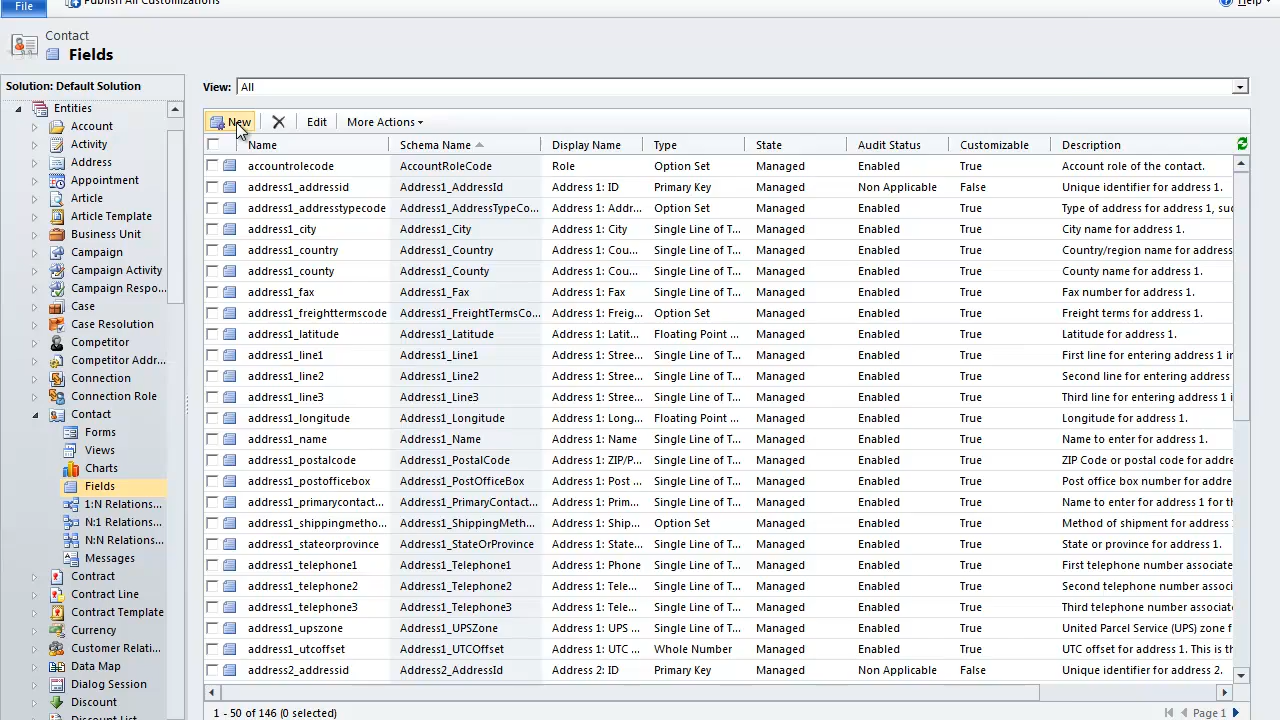 File Publish All Customizations Help
Contact
Fields
Solution: Default Solution
Entities
Account
Activity
Address
Appointment
Article
Article Template
Business Unit
Campaign
Campaign Activity
Campaign Respo...
Case
Case Resolution
Competitor
Competitor Addr...
Connection
Connection Role
Contact
Forms
Views
Charts
Fields
1:N Relations...
N:1 Relations...
N:N Relations...
Messages
Contract
Contract Line
Contract Template
Currency
Customer Relati...
Data Map
Dialog Session
Discount
Discount List
View: All
New Edit More Actions
Name Schema Name Display Name Type State Audit Status Customizable Description
accountrolecode AccountRoleCode Role Option Set Managed Enabled True Account role of the contact.
address1_addressid Address1_AddressId Address 1: ID Primary Key Managed Non Applicable False Unique identifier for address 1.
address1_addresstypecode Address1_AddressTypeCo... Address 1: Addr... Option Set Managed Enabled True Type of address for address 1, suc
address1_city Address1_City Address 1: City Single Line of T... Managed Enabled True City name for address 1.
address1_country Address1_Country Address 1: Cou... Single Line of T... Managed Enabled True Country/region name for address
address1_county Address1_County Address 1: Cou... Single Line of T... Managed Enabled True County name for address 1.
address1_fax Address1_Fax Address 1: Fax Single Line of T... Managed Enabled True Fax number for address 1.
address1_freighttermscode Address1_FreightTermsCo... Address 1: Freig... Option Set Managed Enabled True Freight terms for address 1.
address1_latitude Address1_Latitude Address 1: Latit... Floating Point ... Managed Enabled True Latitude for address 1.
address1_line1 Address1_Line1 Address 1: Stree... Single Line of T... Managed Enabled True First line for entering address 1 in
address1_line2 Address1_Line2 Address 1: Stree... Single Line of T... Managed Enabled True Second line for entering address
address1_line3 Address1_Line3 Address 1: Stree... Single Line of T... Managed Enabled True Third line for entering address 1 i
address1_longitude Address1_Longitude Address 1: Long... Floating Point ... Managed Enabled True Longitude for address 1.
address1_name Address1_Name Address 1: Name Single Line of T... Managed Enabled True Name to enter for address 1.
address1_postalcode Address1_PostalCode Address 1: ZIP/P... Single Line of T... Managed Enabled True ZIP Code or postal code for addre
address1_postofficebox Address1_PostOfficeBox Address 1: Post ... Single Line of T... Managed Enabled True Post office box number for addre
address1_primarycontact... Address1_PrimaryContact... Address 1: Prim... Single Line of T... Managed Enabled True Name to enter for address 1 for th
address1_shippingmetho... Address1_ShippingMeth... Address 1: Ship... Option Set Managed Enabled True Method of shipment for address
address1_stateorprovince Address1_StateOrProvince Address 1: State... Single Line of T... Managed Enabled True State or province for address 1.
address1_telephone1 Address1_Telephone1 Address 1: Phone Single Line of T... Managed Enabled True First telephone number associate
address1_telephone2 Address1_Telephone2 Address 1: Tele... Single Line of T... Managed Enabled True Second telephone number associ
address1_telephone3 Address1_Telephone3 Address 1: Tele... Single Line of T... Managed Enabled True Third telephone number associat
address1_upszone Address1_UPSZone Address 1: UPS ... Single Line of T... Managed Enabled True United Parcel Service (UPS) zone f
address1_utcoffset Address1_UTCOffset Address 1: UTC ... Whole Number Managed Enabled True UTC offset for address 1. This is th
address2_addressid Address2_AddressId Address 2: ID Primary Key Managed Non Applicable False Unique identifier for address 2.
1 - 50 of 146 (0 selected) Page 1